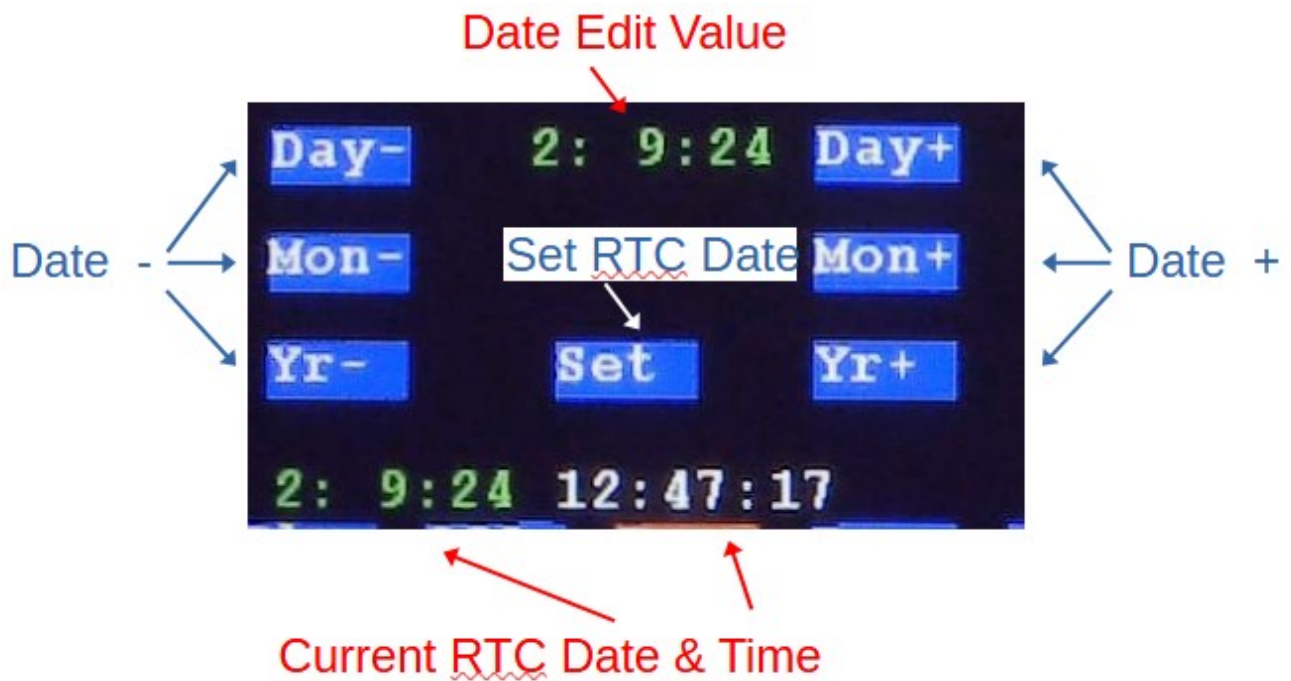 Date Edit Value
Day- 2: 9:24 Day+
Date - Mon- Set RTC Date Mon+ Date +
Yr- Set Yr+
2: 9:24 12:47:17
Current RTC Date & Time